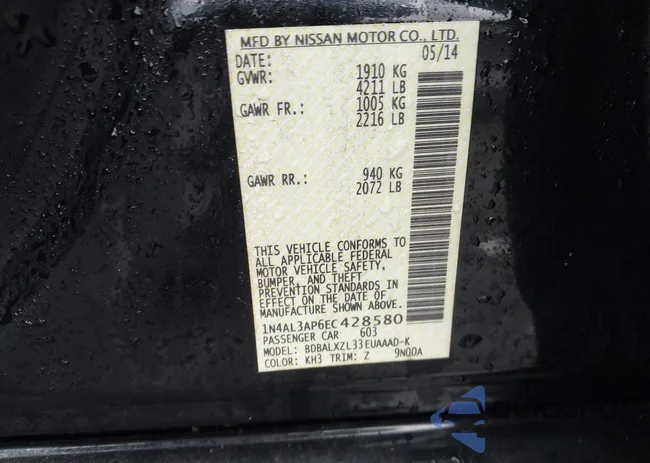 MFD BY NISSAN MOTOR CO., LTD.
DATE: 05/14
GVWR: 1910 KG
4211 LB
GAWR FR.: 1005 KG
2216 LB
GAWR RR.: 940 KG
2072 LB
THIS VEHICLE CONFORMS TO
ALL APPLICABLE FEDERAL
MOTOR VEHICLE SAFETY,
BUMPER, AND THEFT
PREVENTION STANDARDS IN
EFFECT ON THE DATE OF
MANUFACTURE SHOWN ABOVE.
1N4AL3AP6EC428580
PASSENGER CAR 603
MODEL: BDBALXZL33EUAAAD-K
COLOR: KH3 TRIM: Z 9N00A